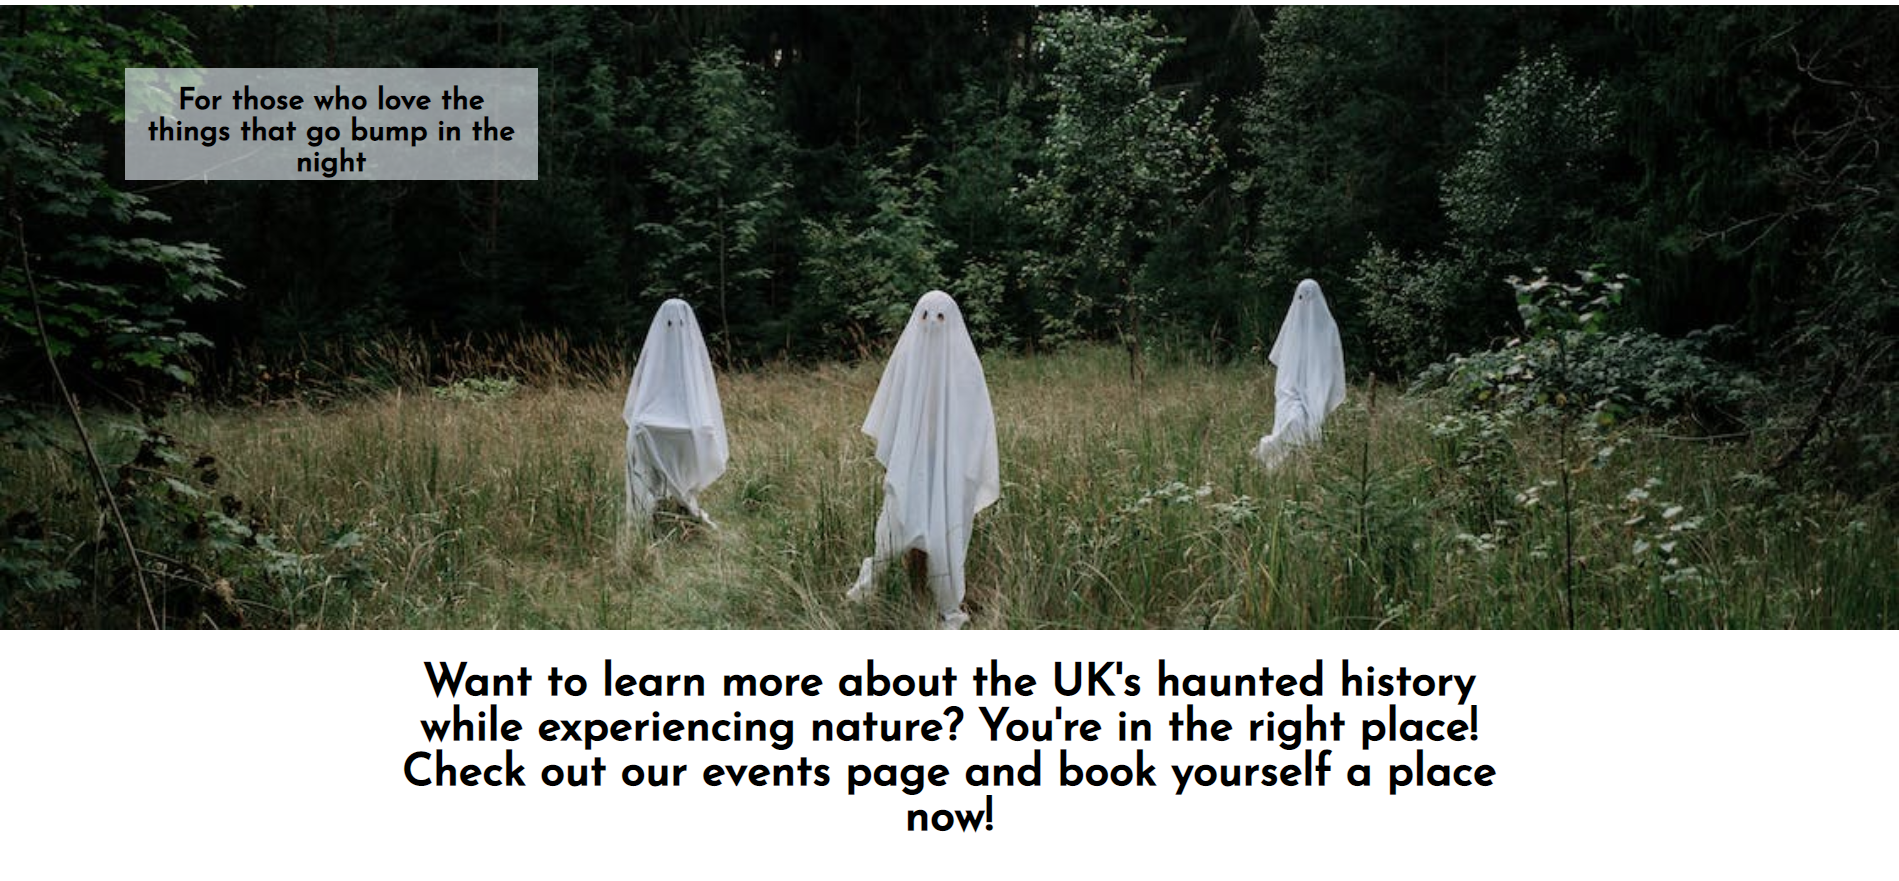 For those who love the
things that go bump in the
night
Want to learn more about the UK's haunted history
while experiencing nature? You're in the right place!
Check out our events page and book yourself a place
now!